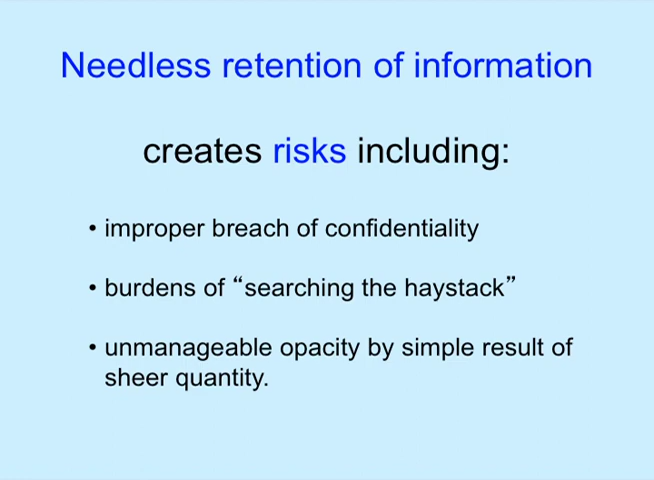 Needless retention of information
creates risks including:
• improper breach of confidentiality
• burdens of “searching the haystack”
• unmanageable opacity by simple result of
sheer quantity.